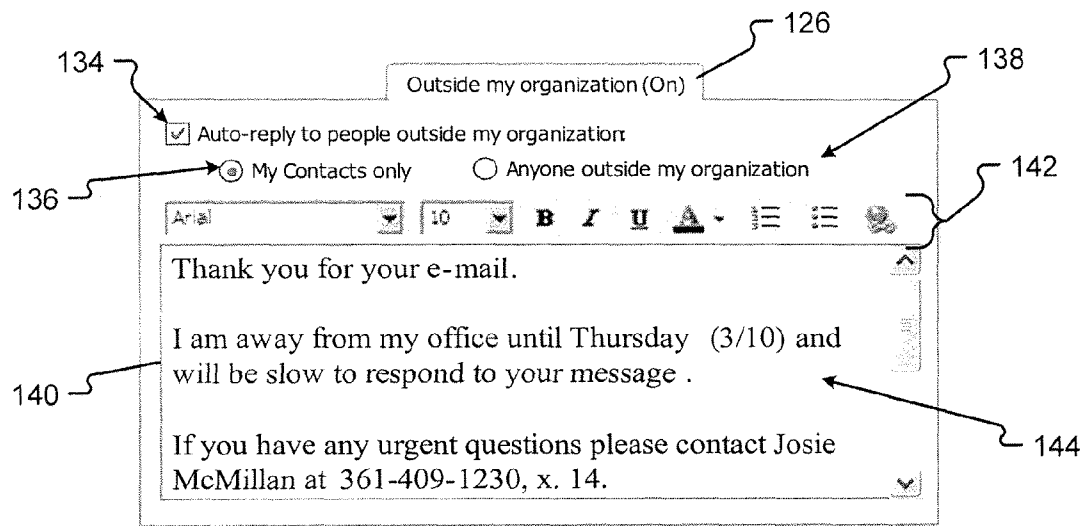 126
134
Outside my organization (On)
138
Auto-reply to people outside my organization:
My Contacts only Anyone outside my organization
136
142
Arial 10 B I U A
Thank you for your e-mail.
I am away from my office until Thursday (3/10) and
will be slow to respond to your message .
140
144
If you have any urgent questions please contact Josie
McMillan at 361-409-1230, x. 14.